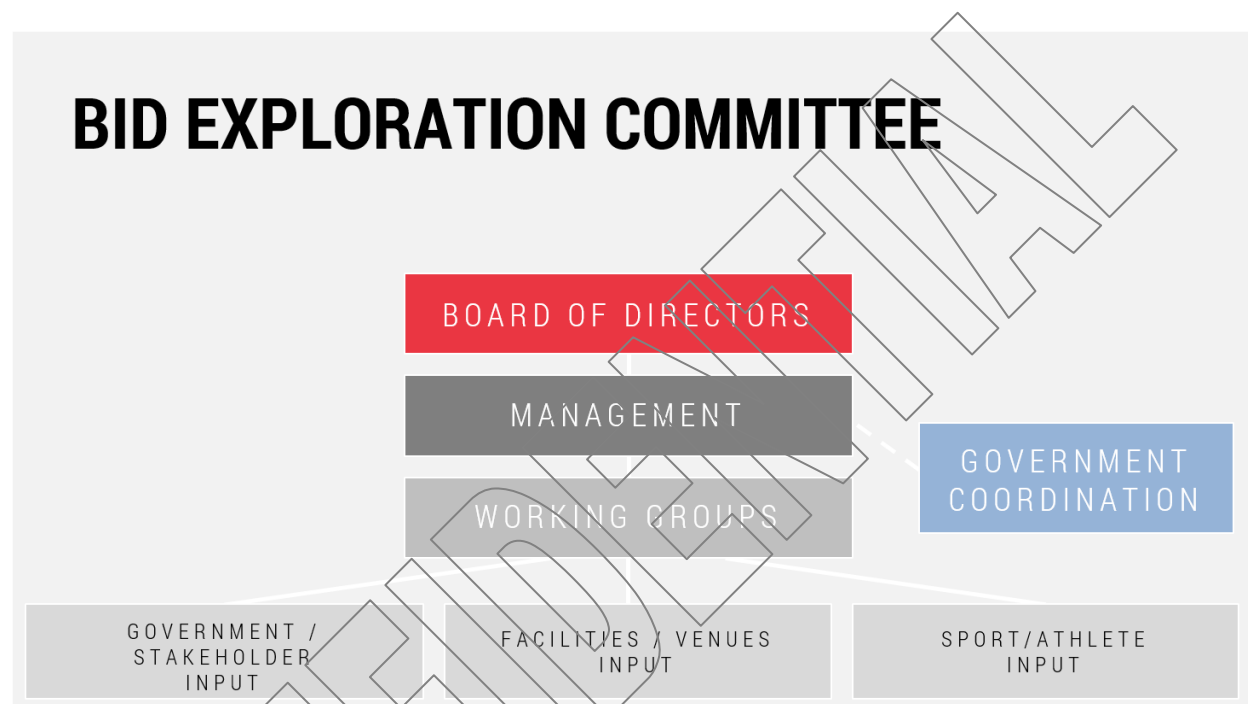 BID EXPLORATION COMMITTEE
BOARD OF DIRECTORS
MANAGEMENT
GOVERNMENT
COORDINATION
WORKING GROUPS
GOVERNMENT /
STAKEHOLDER
INPUT
FACILITIES / VENUES
INPUT
SPORT/ATHLETE
INPUT